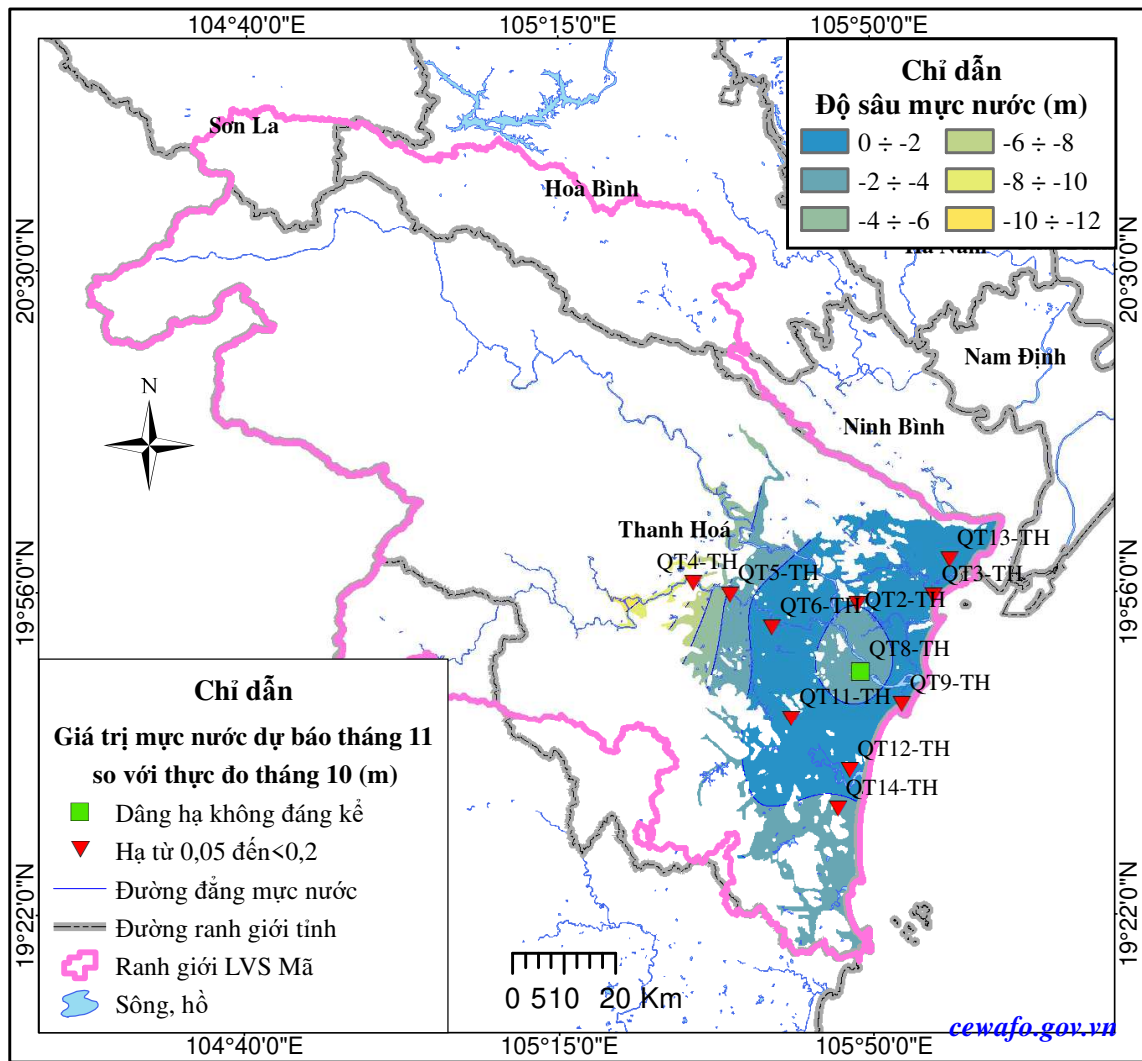 104°40'0"E 105°15'0"E 105°50'0"E
Chỉ dẫn
Độ sâu mực nước (m)
0 ÷ -2 -6 ÷ -8
-2 ÷ -4 -8 ÷ -10
-4 ÷ -6 -10 ÷ -12
Sơn La
Hoà Bình
Hà Nam
20°30'0"N 20°30'0"N
Nam Định
N
Ninh Bình
Thanh Hoá
QT13-TH
QT4-TH QT5-TH QT3-TH
19°56'0"N 19°56'0"N
QT6-TH QT2-TH
QT8-TH
QT11-TH QT9-TH
QT12-TH
QT14-TH
Chỉ dẫn
Giá trị mực nước dự báo tháng 11
so với thực đo tháng 10 (m)
Dâng hạ không đáng kể
Hạ từ 0,05 đến<0,2
Đường đẳng mực nước
Đường ranh giới tỉnh
Ranh giới LVS Mã
Sông, hồ
19°22'0"N 19°22'0"N
0 510 20 Km
cewafo.gov.vn
104°40'0"E 105°15'0"E 105°50'0"E